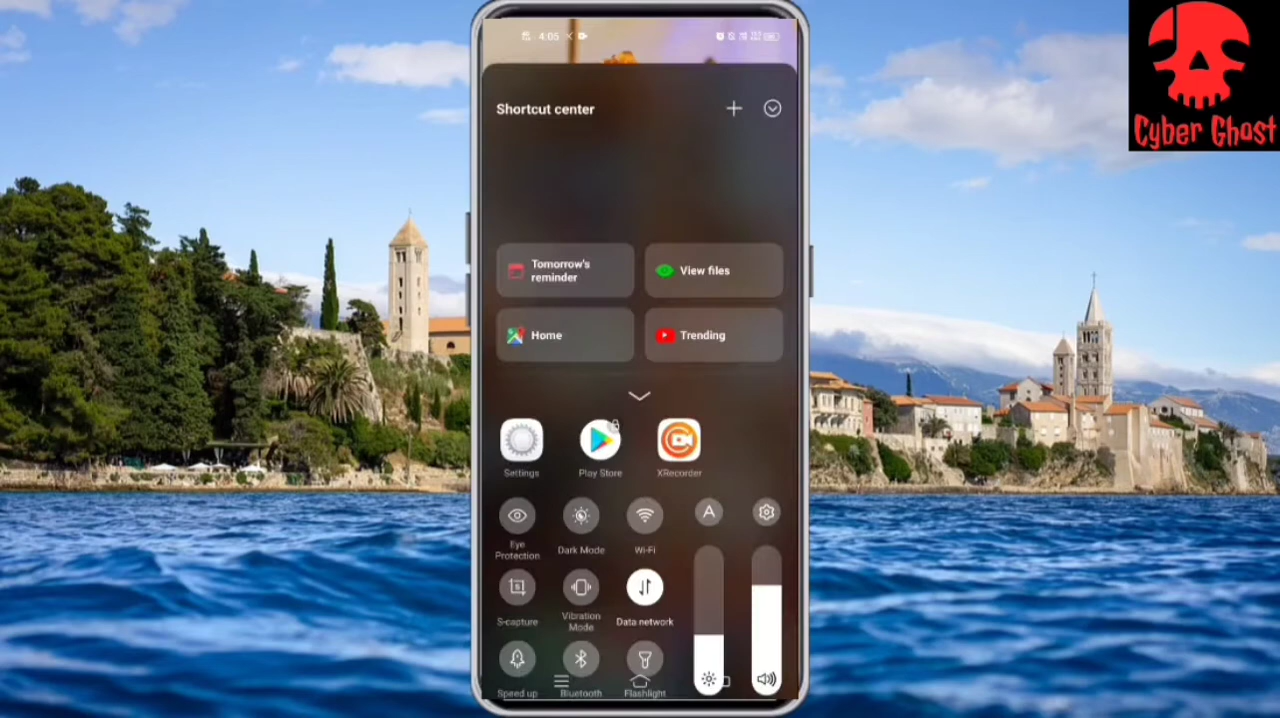 4:05
Shortcut center
Tomorrow's
reminder
View files
Home
Trending
Settings
Play Store
XRecorder
A
Eye
Protection
Dark Mode
Wi-Fi
S-capture
Vibration
Mode
Data network
Speed up
Bluetooth
Flashlight
Cyber Ghost